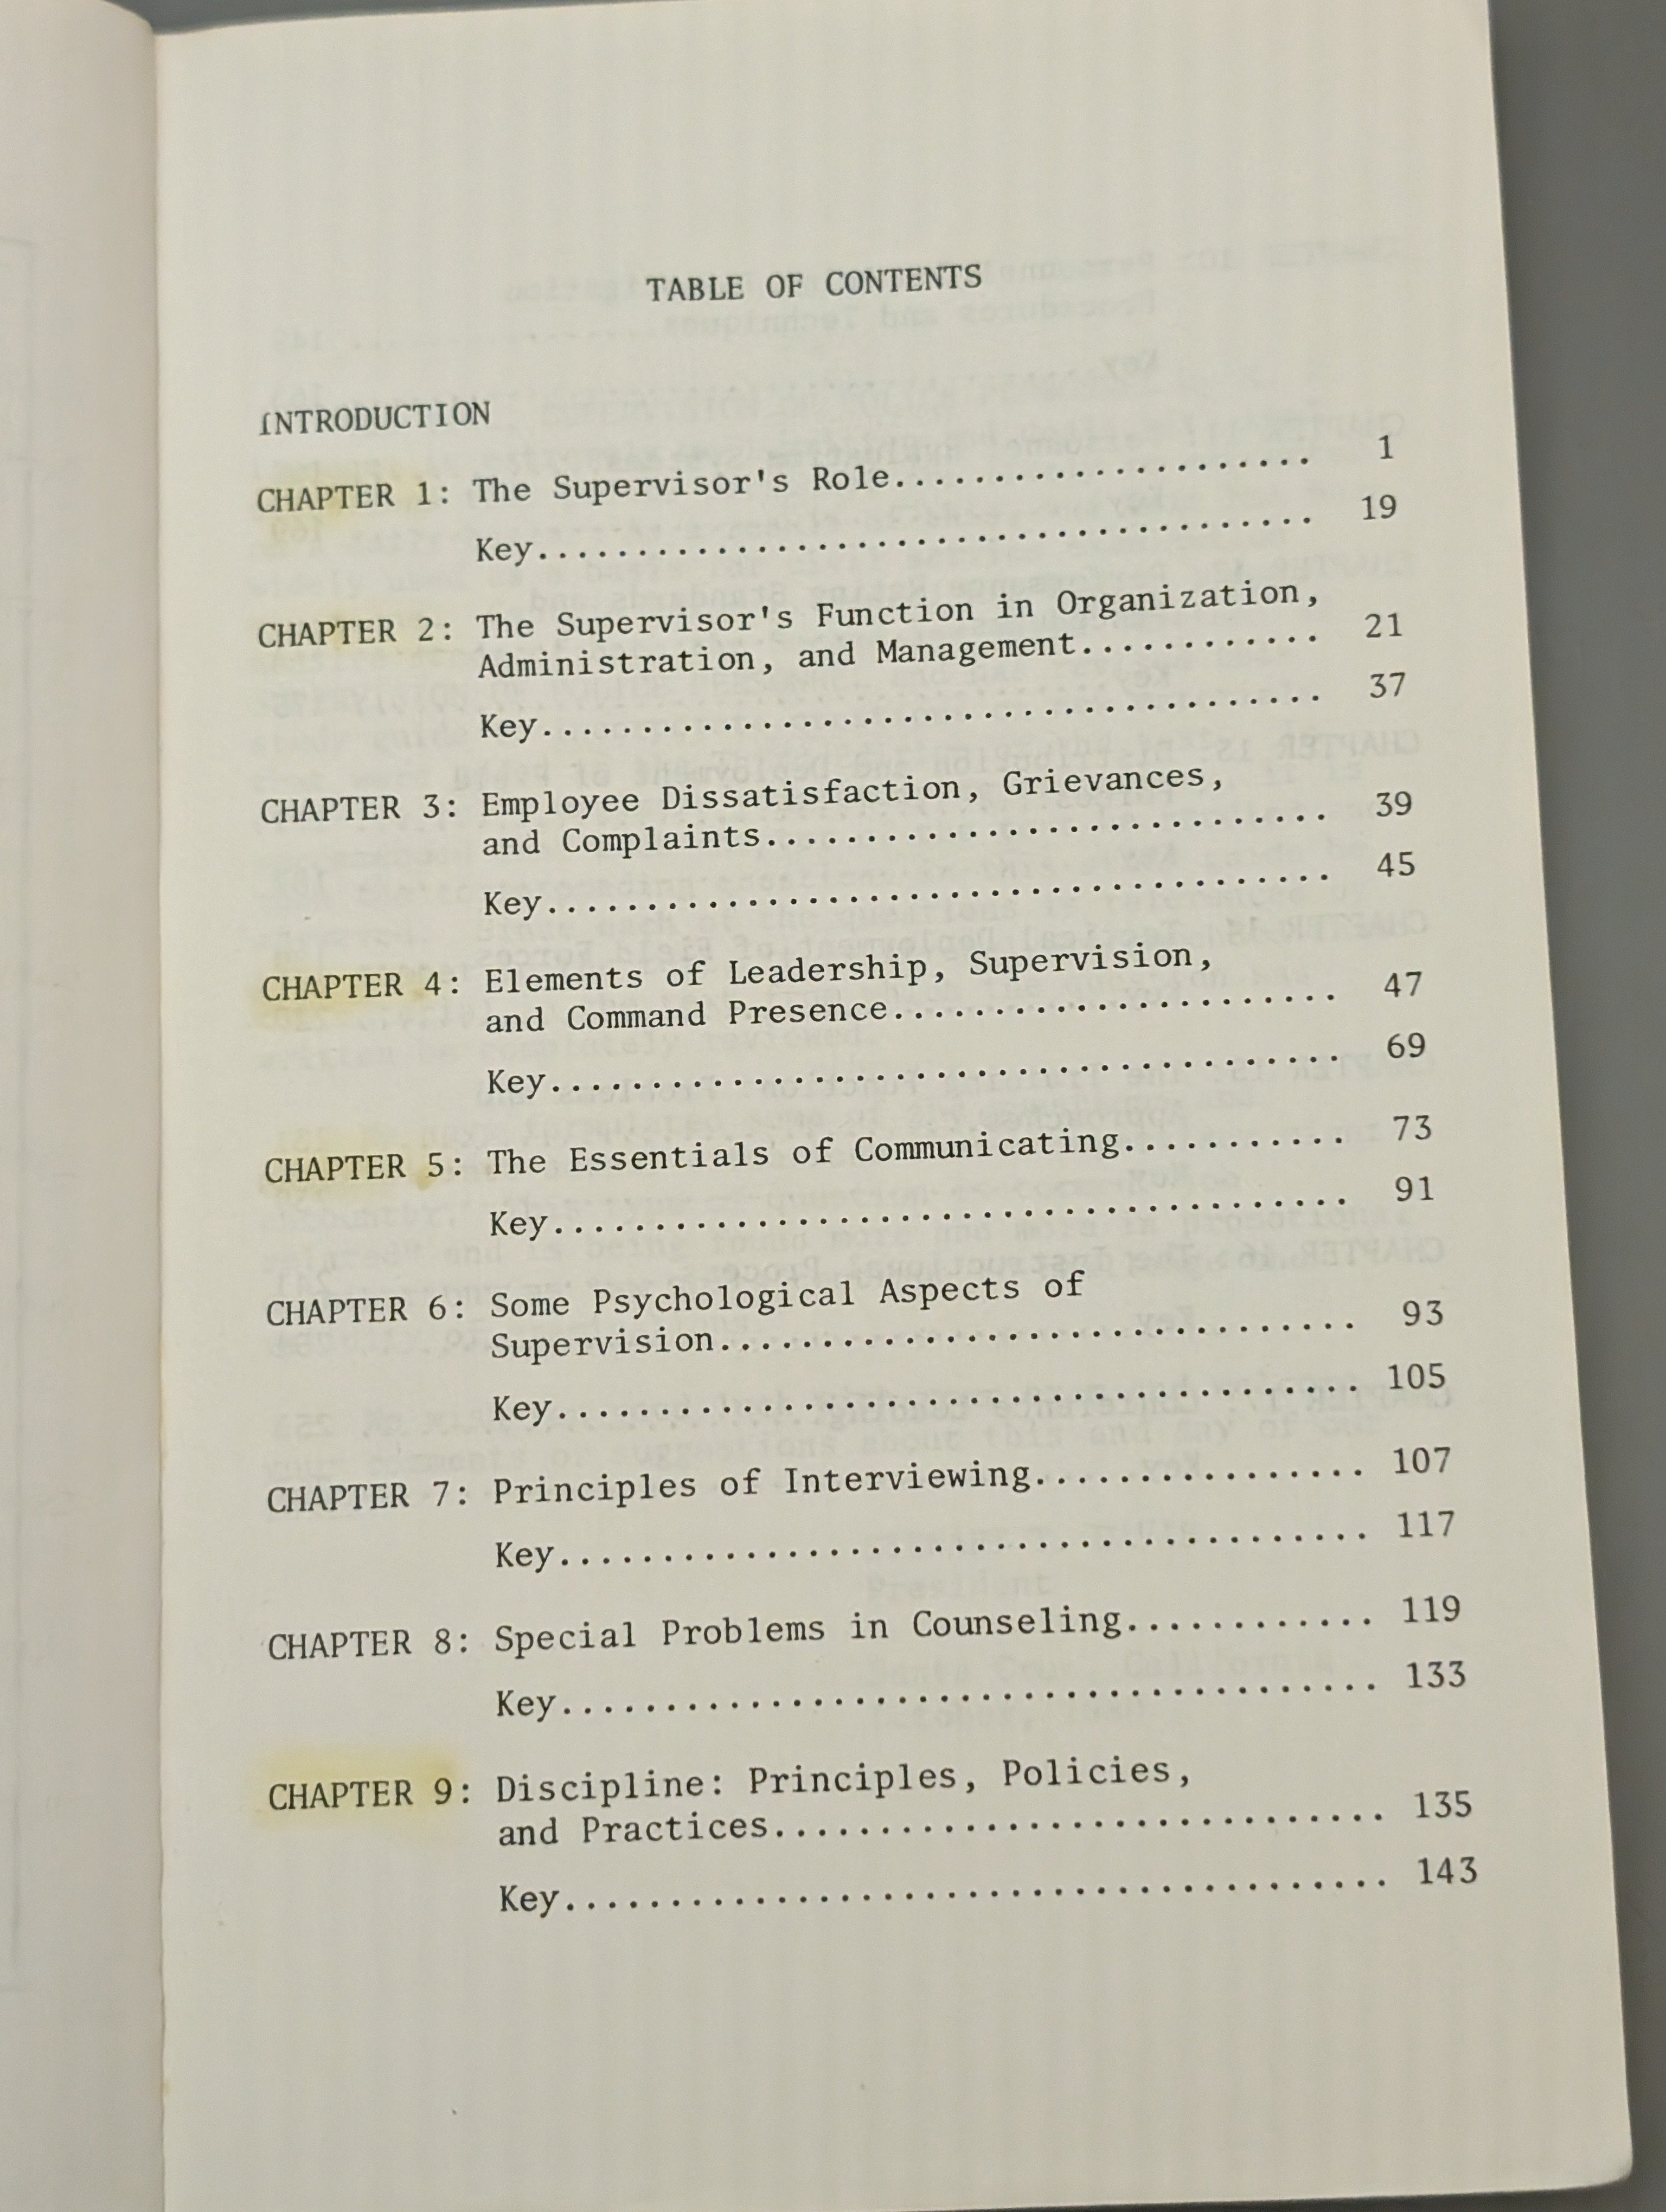 TABLE OF CONTENTS
INTRODUCTION
CHAPTER 1: The Supervisor's Role..................... 1
Key...................................... 19
CHAPTER 2: The Supervisor's Function in Organization,
Administration, and Management............ 21
Key...................................... 37
CHAPTER 3: Employee Dissatisfaction, Grievances,
and Complaints........................... 39
Key...................................... 45
CHAPTER 4: Elements of Leadership, Supervision,
and Command Presence..................... 47
Key...................................... 69
CHAPTER 5: The Essentials of Communicating........... 73
Key...................................... 91
CHAPTER 6: Some Psychological Aspects of
Supervision.............................. 93
Key...................................... 105
CHAPTER 7: Principles of Interviewing................ 107
Key...................................... 117
CHAPTER 8: Special Problems in Counseling............ 119
Key...................................... 133
CHAPTER 9: Discipline: Principles, Policies,
and Practices............................. 135
Key....................................... 143